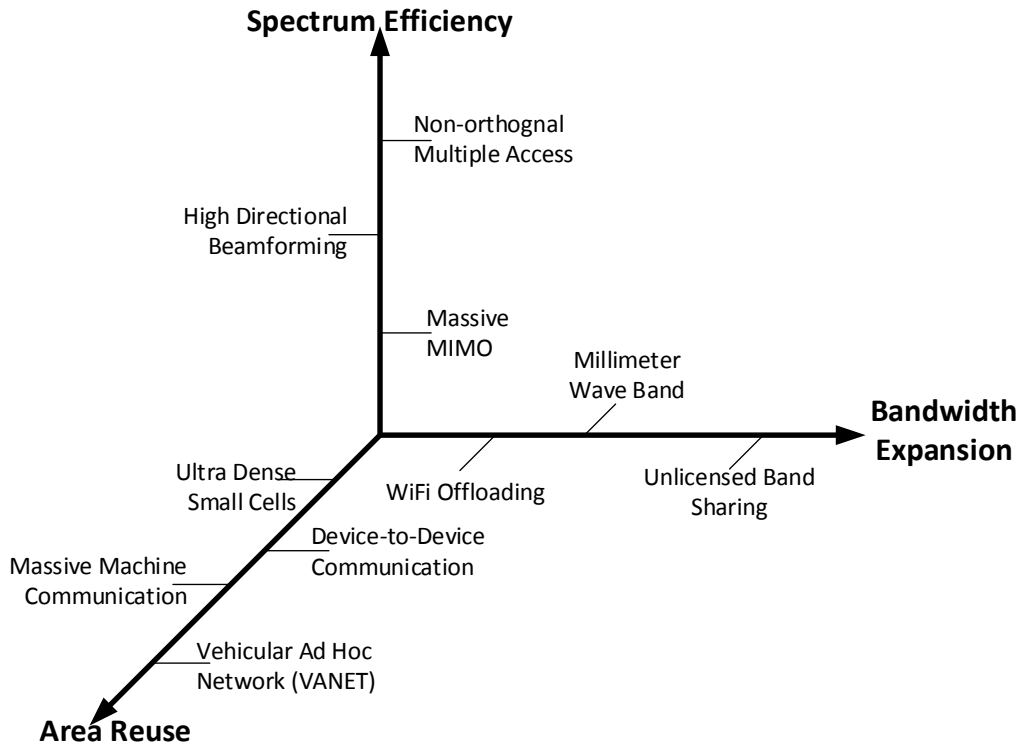 Spectrum Efficiency
Non-orthognal
Multiple Access
High Directional
Beamforming
Massive
MIMO
Millimeter
Wave Band
Bandwidth
Expansion
Ultra Dense
Small Cells
WiFi Offloading
Unlicensed Band
Sharing
Device-to-Device
Communication
Massive Machine
Communication
Vehicular Ad Hoc
Network (VANET)
Area Reuse